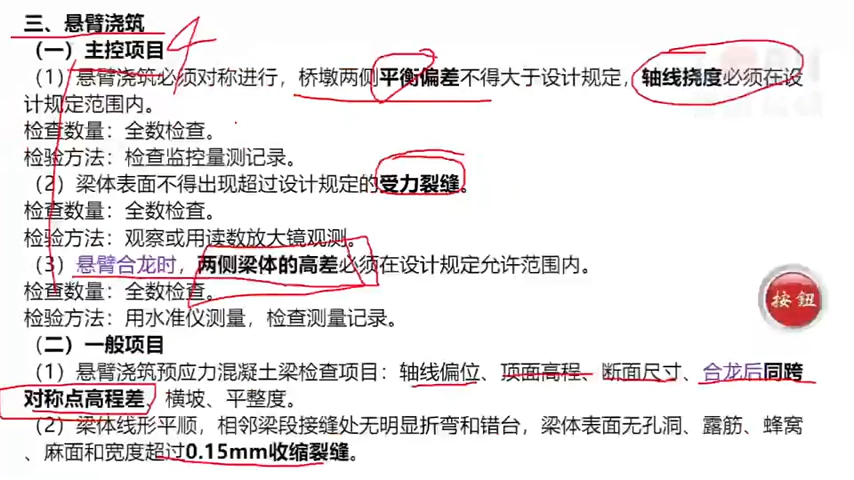 三、悬臂浇筑
(一)主控项目
(1)悬臂浇筑必须对称进行，桥墩两侧平衡偏差不得大于设计规定，轴线挠度必须在设
计规定范围内。
检查数量：全数检查。
检验方法：检查监控量测记录。
(2)梁体表面不得出现超过设计规定的受力裂缝。
检查数量：全数检查。
检验方法：观察或用读数放大镜观测。
(3)悬臂合龙时，两侧梁体的高差必须在设计规定允许范围内。
检查数量：全数检查。
检验方法：用水准仪测量，检查测量记录。
按钮
(二)一般项目
(1)悬臂浇筑预应力混凝土梁检查项目：轴线偏位、顶面高程、断面尺寸、合龙后同跨
对称点高程差、横坡、平整度。
(2)梁体线形平顺，相邻梁段接缝处无明显折弯和错台，梁体表面无孔洞、露筋、蜂窝
、麻面和宽度超过0.15mm收缩裂缝。